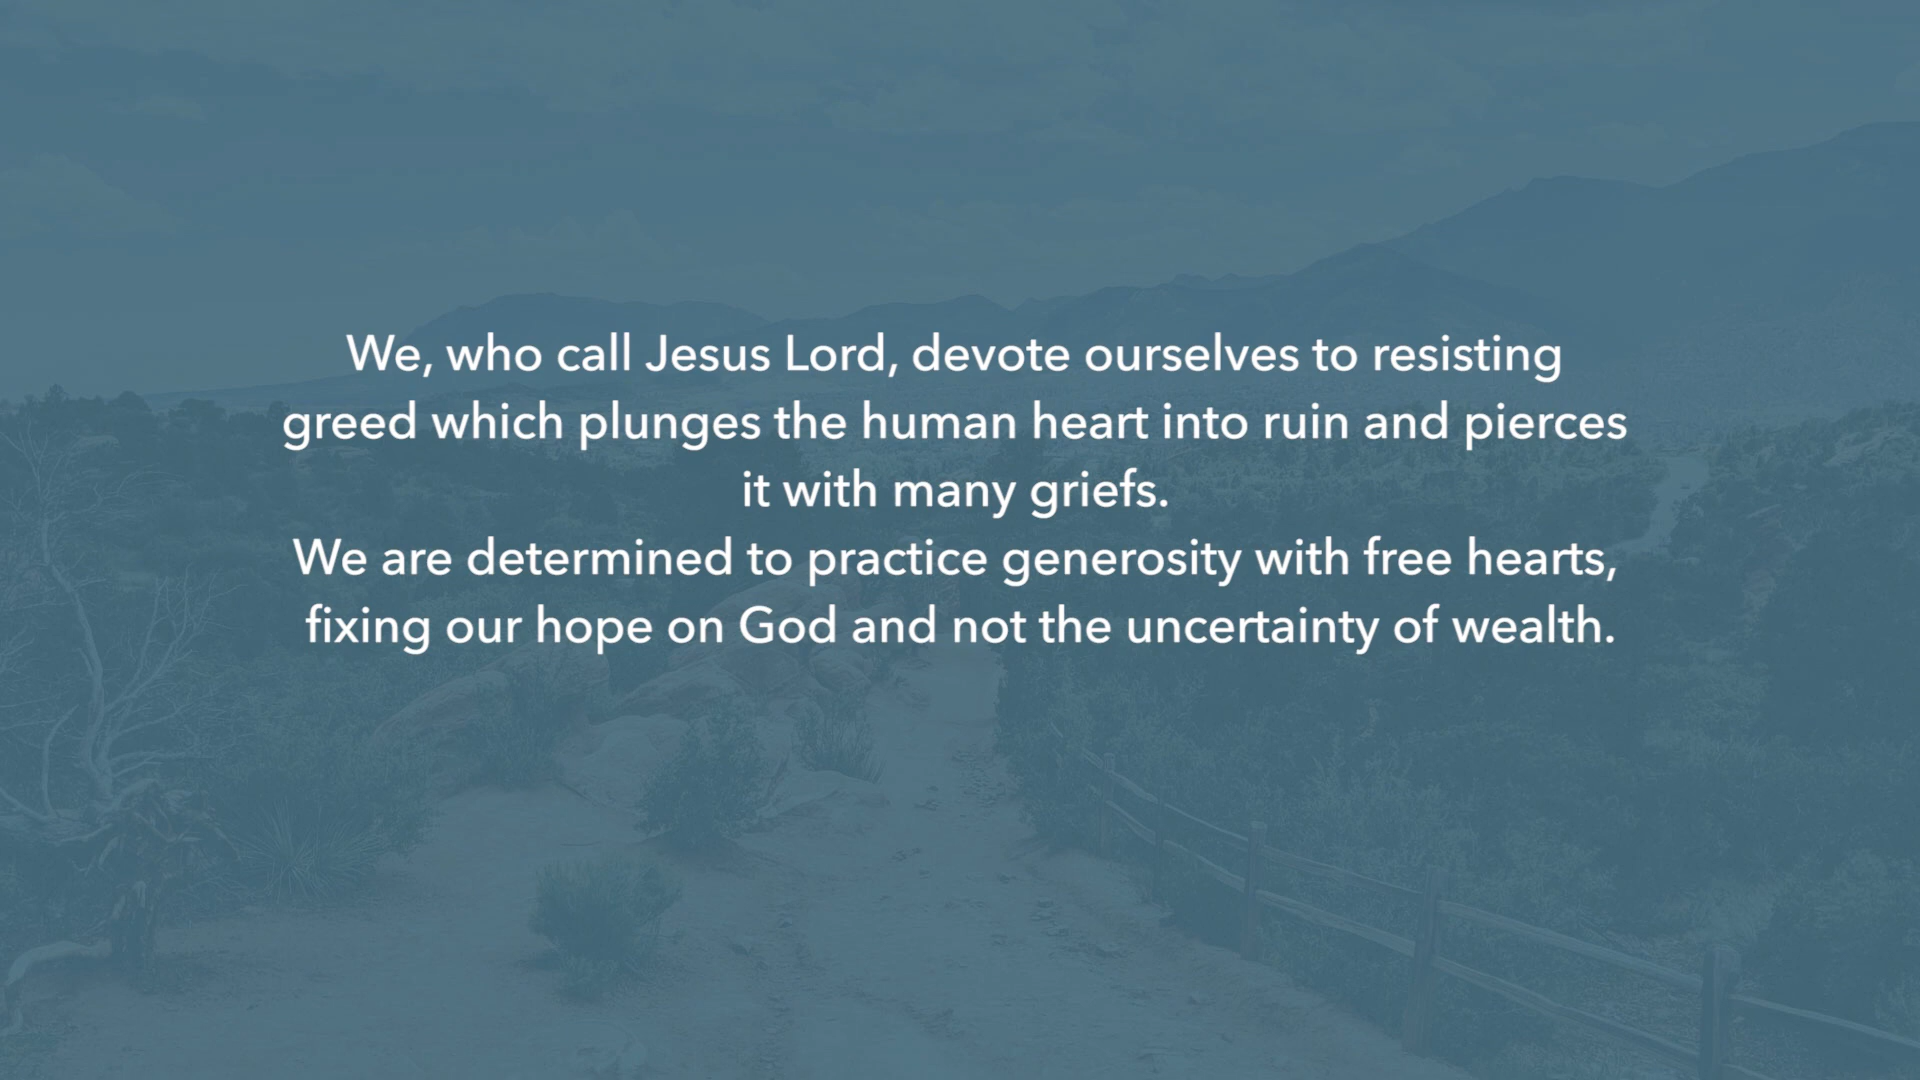 We, who call Jesus Lord, devote ourselves to resisting
greed which plunges the human heart into ruin and pierces
it with many griefs.
We are determined to practice generosity with free hearts,
fixing our hope on God and not the uncertainty of wealth.